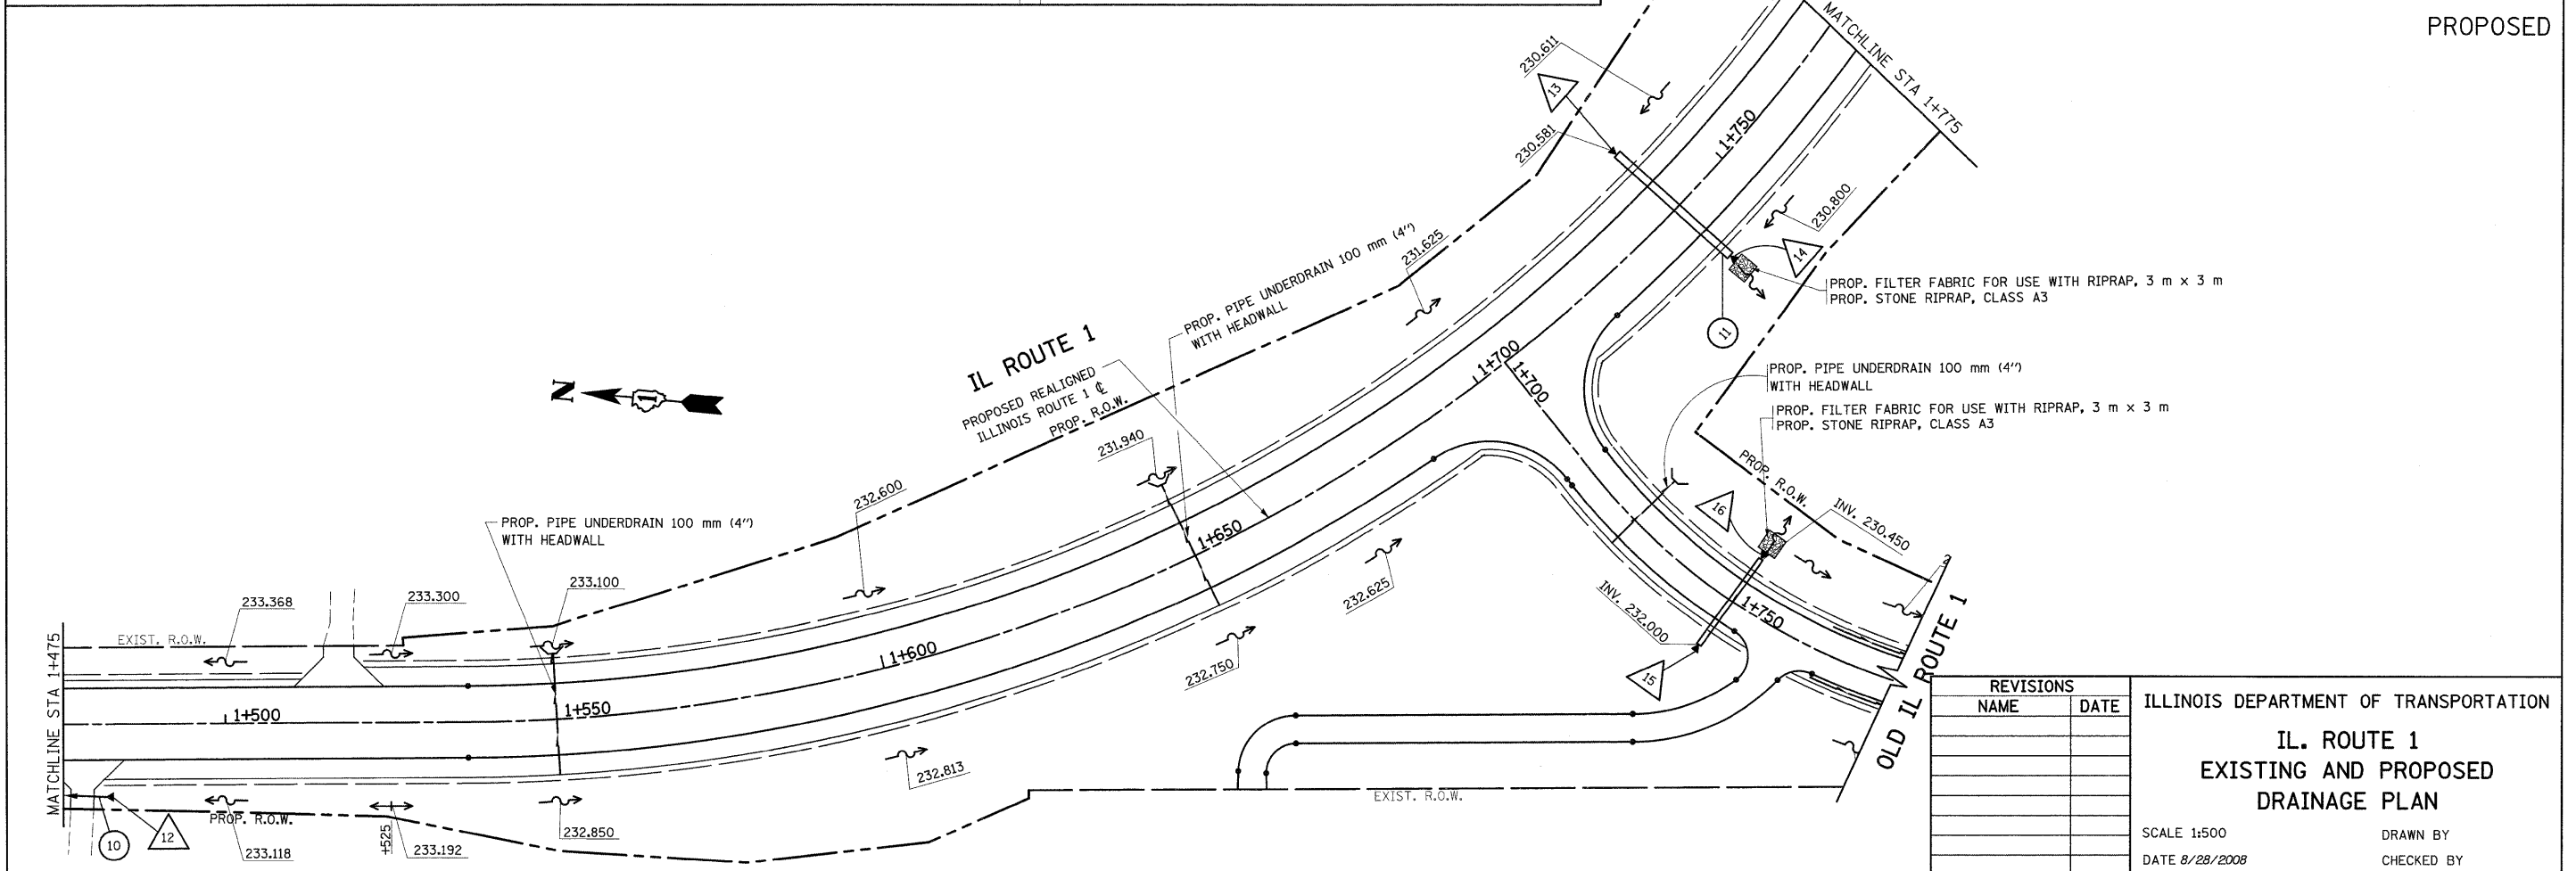 PROPOSED
MATCHLINE STA 1+775
230.611
13
230.581
1+750
230.800
14
PROP. FILTER FABRIC FOR USE WITH RIPRAP, 3 m x 3 m
PROP. STONE RIPRAP, CLASS A3
11
PROP. PIPE UNDERDRAIN 100 mm (4")
WITH HEADWALL
231.625
IL ROUTE 1
PROPOSED REALIGNED
ILLINOIS ROUTE 1 ℄
PROP. R.O.W.
1+700
1+700
PROP. PIPE UNDERDRAIN 100 mm (4")
WITH HEADWALL
PROP. FILTER FABRIC FOR USE WITH RIPRAP, 3 m x 3 m
PROP. STONE RIPRAP, CLASS A3
N
1
231.940
PROP. R.O.W.
16
INV. 230.450
232.600
1+650
PROP. PIPE UNDERDRAIN 100 mm (4")
WITH HEADWALL
233.100
232.625
INV. 232.000
1+750
233.368
233.300
EXIST. R.O.W.
1+600
232.750
15
MATCHLINE STA 1+475
1+500
1+550
OLD IL ROUTE 1
232.813
EXIST. R.O.W.
10
12
PROP. R.O.W.
233.118
+525
233.192
232.850
REVISIONS
NAME DATE
ILLINOIS DEPARTMENT OF TRANSPORTATION
IL. ROUTE 1
EXISTING AND PROPOSED
DRAINAGE PLAN
SCALE 1:500 DRAWN BY
DATE 8/28/2008 CHECKED BY